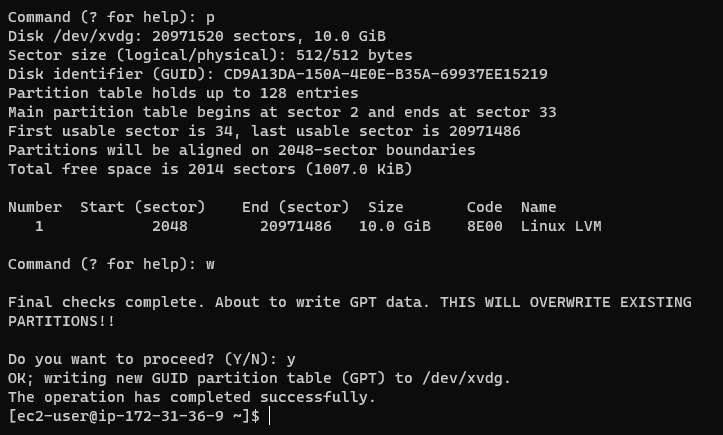 Command (? for help): p
Disk /dev/xvdg: 20971520 sectors, 10.0 GiB
Sector size (logical/physical): 512/512 bytes
Disk identifier (GUID): CD9A13DA-150A-4E0E-B35A-69937EE15219
Partition table holds up to 128 entries
Main partition table begins at sector 2 and ends at sector 33
First usable sector is 34, last usable sector is 20971486
Partitions will be aligned on 2048-sector boundaries
Total free space is 2014 sectors (1007.0 KiB)

Number  Start (sector)    End (sector)  Size       Code  Name
   1            2048        20971486   10.0 GiB    8E00  Linux LVM

Command (? for help): w

Final checks complete. About to write GPT data. THIS WILL OVERWRITE EXISTING
PARTITIONS!!

Do you want to proceed? (Y/N): y
OK; writing new GUID partition table (GPT) to /dev/xvdg.
The operation has completed successfully.
[ec2-user@ip-172-31-36-9 ~]$